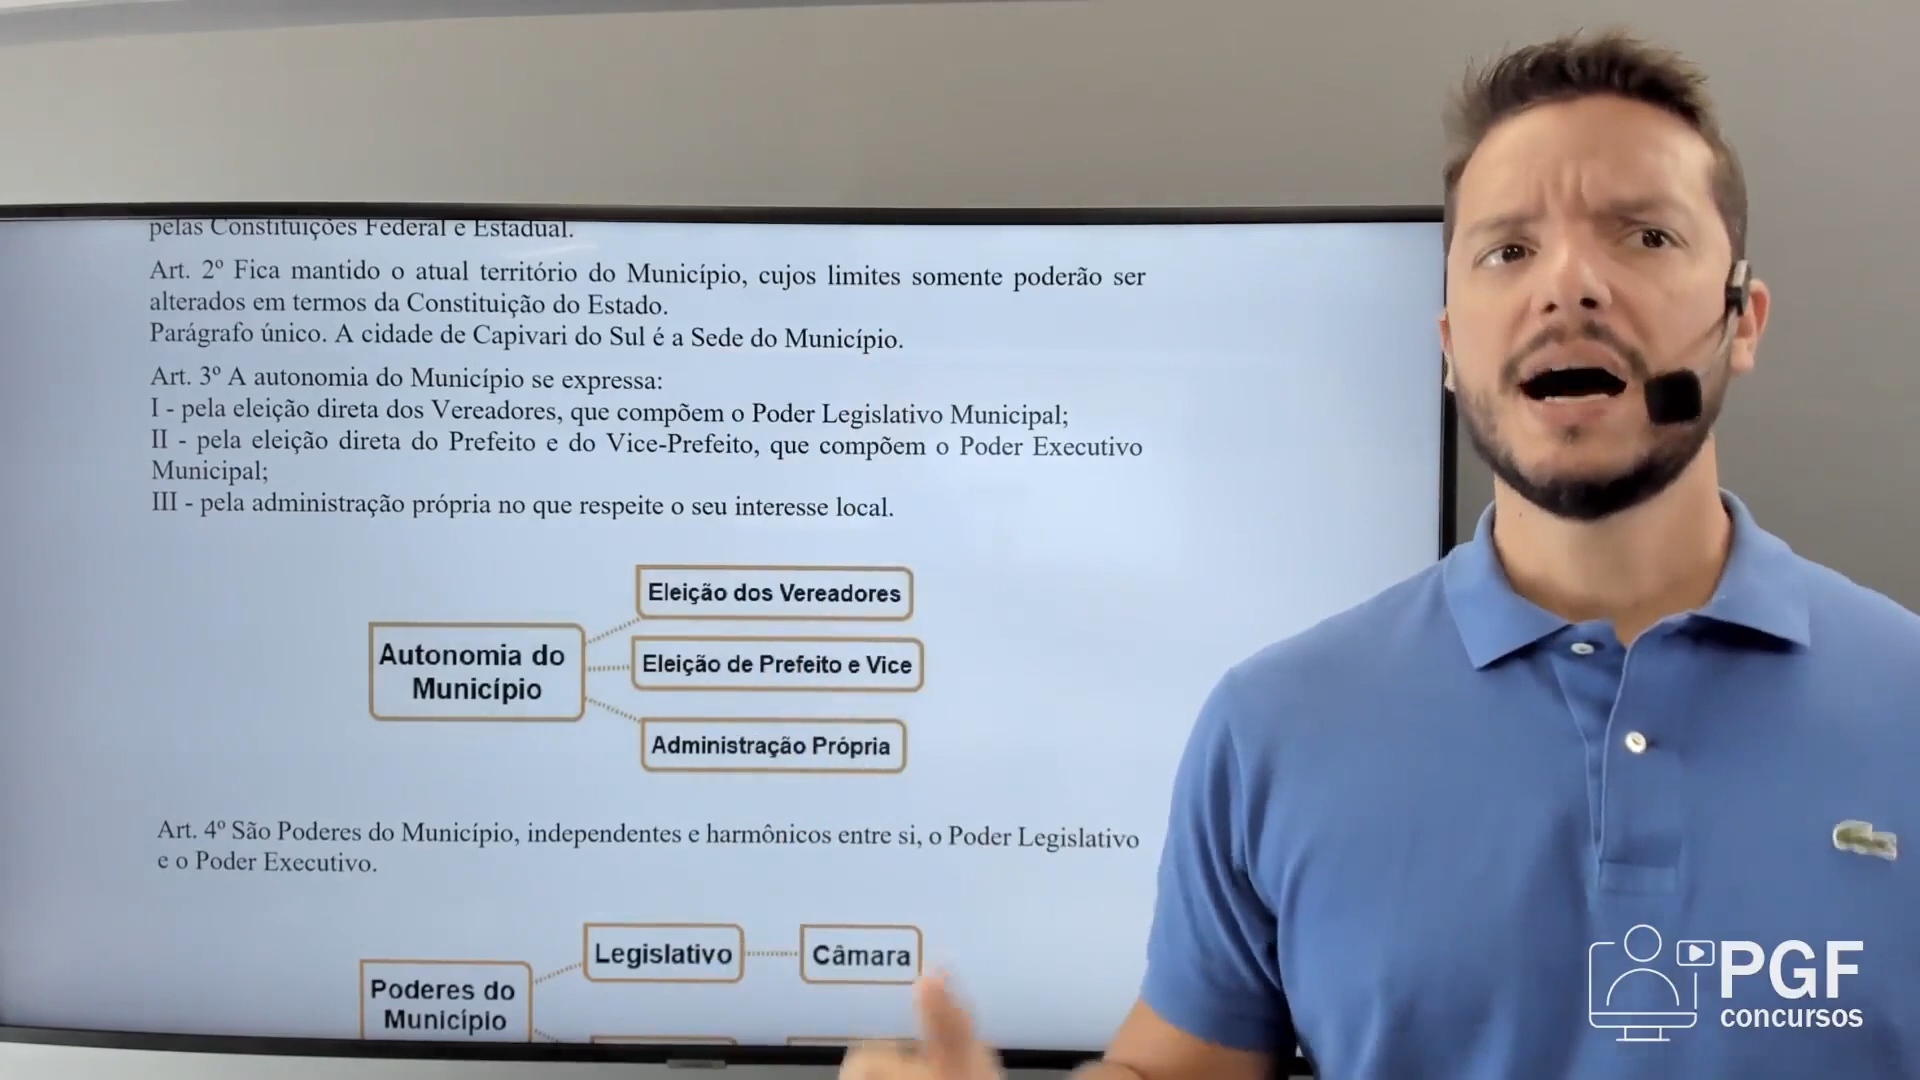 pelas Constituições Federal e Estadual.
Art. 2º Fica mantido o atual território do Município, cujos limites somente poderão ser
alterados em termos da Constituição do Estado.
Parágrafo único. A cidade de Capivari do Sul é a Sede do Município.
Art. 3º A autonomia do Município se expressa:
I - pela eleição direta dos Vereadores, que compõem o Poder Legislativo Municipal;
II - pela eleição direta do Prefeito e do Vice-Prefeito, que compõem o Poder Executivo
Municipal;
III - pela administração própria no que respeite o seu interesse local.
Autonomia do
Município
Eleição dos Vereadores
Eleição de Prefeito e Vice
Administração Própria
Art. 4º São Poderes do Município, independentes e harmônicos entre si, o Poder Legislativo
e o Poder Executivo.
Poderes do
Município
Legislativo
Câmara
PGF
concursos